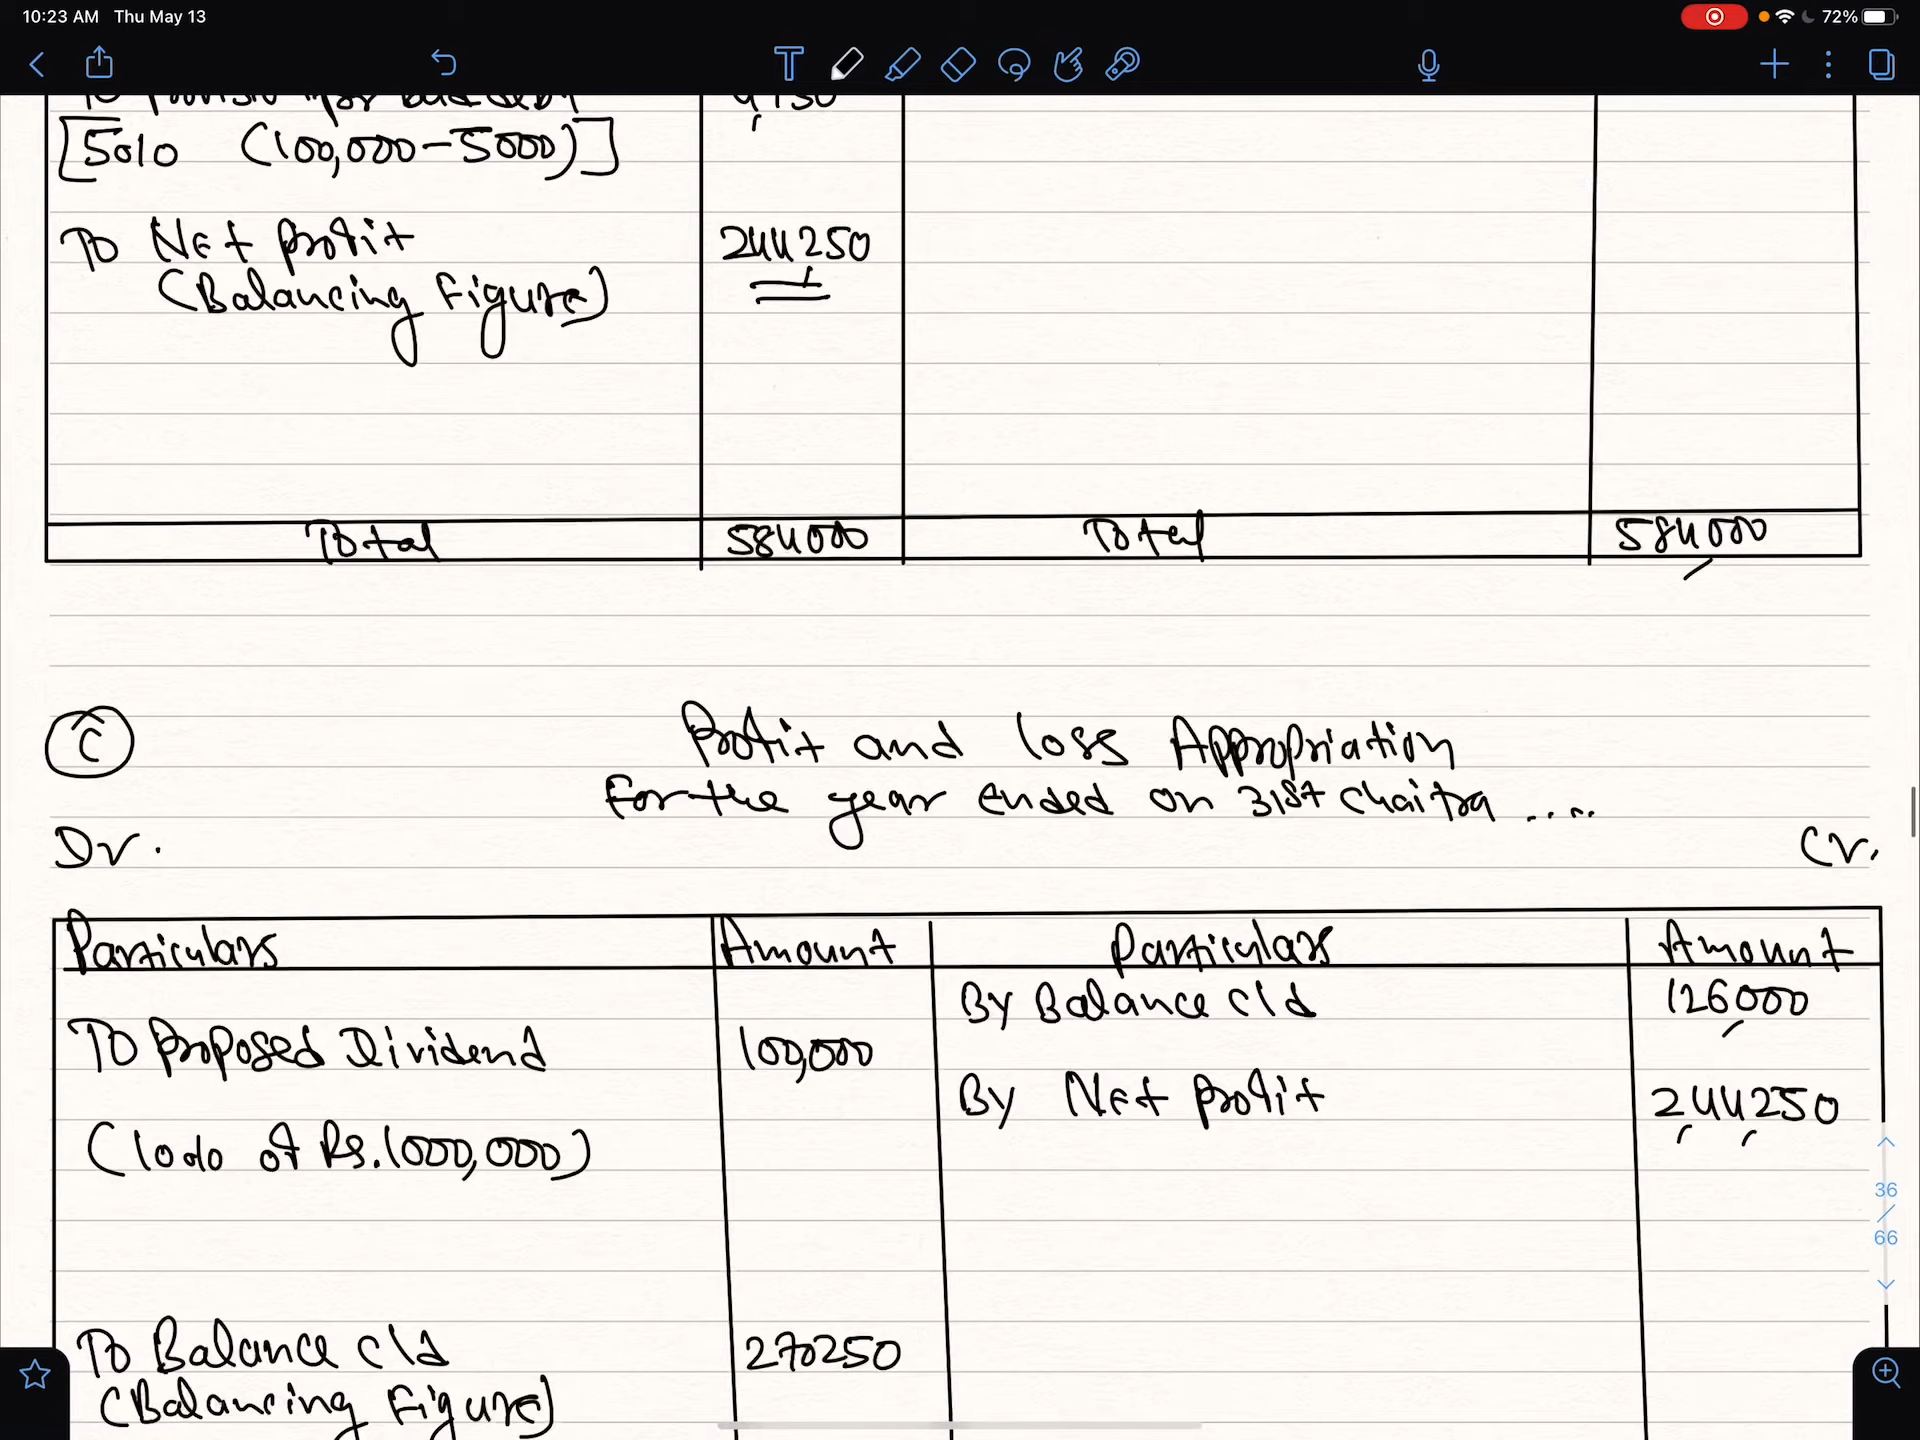 10:23 AM Thu May 13
72%
4,750
[5% (100,000-5000)]
To Net profit 244250
(Balancing Figure)
Total 584000 Total 584000
C Profit and loss Appropriation
For the year Ended on 31st chaitra .....
Dr. Cr.
Particulars Amount Particulars Amount
By Balance c/d 126000
To Proposed Dividend 100,000
By Net profit 244250
(10% of Rs.1000,000)
36
/
66
To Balance c/d 270250
(Balancing Figure)